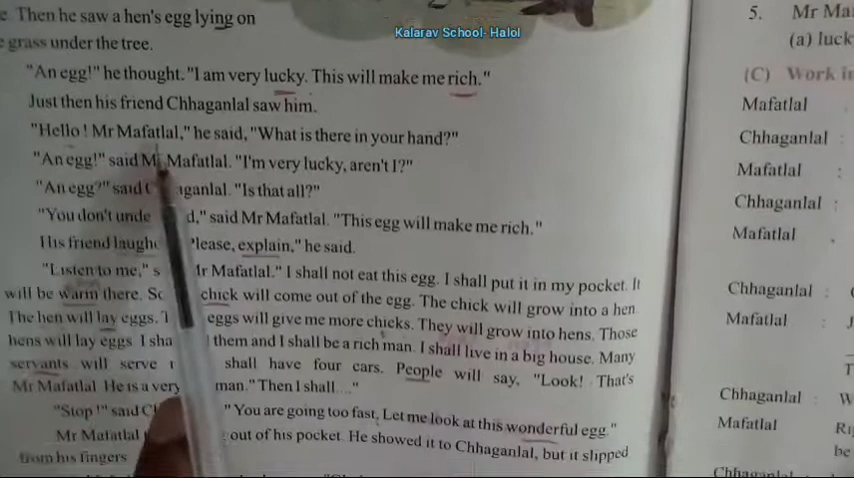 e. Then he saw a hen's egg lying on
e grass under the tree.
Kalarav School- Halol
"An egg!" he thought. "I am very lucky. This will make me rich."
Just then his friend Chhaganlal saw him.
"Hello ! Mr Mafatlal," he said, "What is there in your hand?"
"An egg!" said M Mafatlal. "I'm very lucky, aren't I?"
"An egg?" said C aganlal. "Is that all?"
"You don't unde d," said Mr Mafatlal. "This egg will make me rich."
His friend laugh lease, explain," he said.
"Listen to me," s Mr Mafatlal." I shall not eat this egg. I shall put it in my pocket. It
will be warm there. So chick will come out of the egg. The chick will grow into a hen
The hen will lay eggs. T eggs will give me more chicks. They will grow into hens. Those
hens will lay eggs I sha them and I shall be a rich man. I shall live in a big house. Many
servants will serve shall have four cars. People will say, "Look! That's
Mr Mafatlal He is a very man." Then I shall...."
"Stop !" said C " You are going too fast, Let me look at this wonderful egg."
Mr Mafatlal out of his pocket. He showed it to Chhaganlal, but it slipped
from his fingers
5. Mr Ma
(a) luck
(C) Work i
Mafatlal
Chhaganlal :
Mafatlal :
Chhaganlal :
Mafatlal
Chhaganlal :
Mafatlal : J
T
Chhaganlal : W
Mafatlal Ri
be
Chhaganlal :